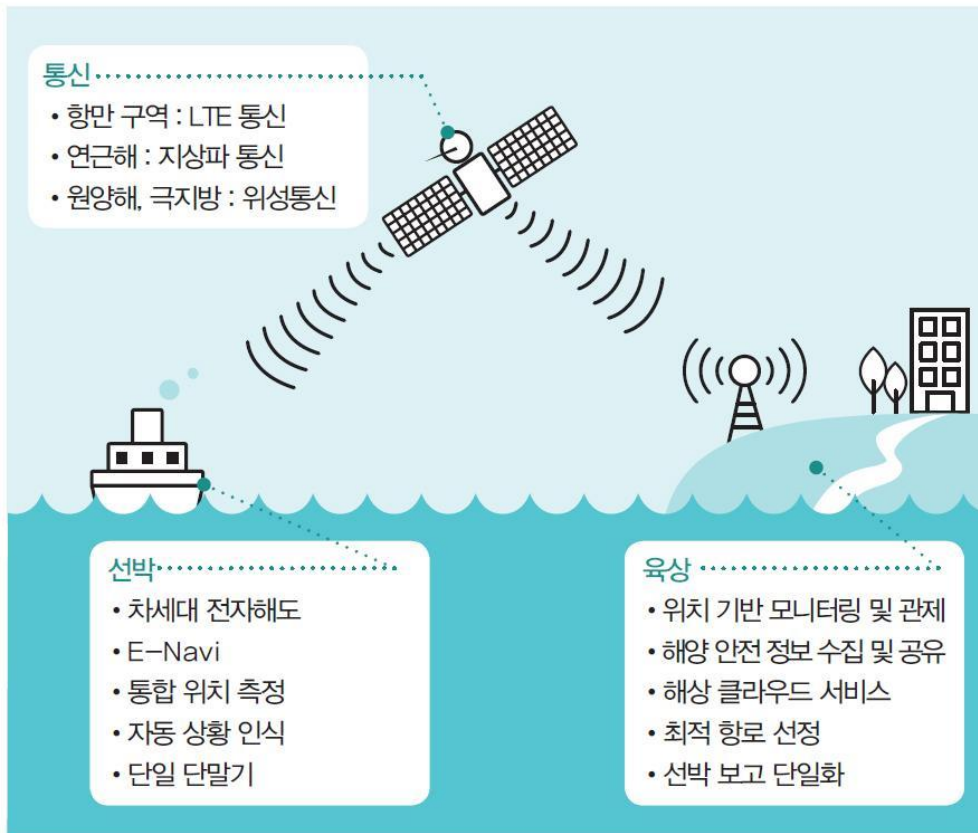 통신
• 항만 구역 : LTE 통신
• 연근해 : 지상파 통신
• 원양해, 극지방 : 위성통신
선박
• 차세대 전자해도
• E-Navi
• 통합 위치 측정
• 자동 상황 인식
• 단일 단말기
육상
• 위치 기반 모니터링 및 관제
• 해양 안전 정보 수집 및 공유
• 해상 클라우드 서비스
• 최적 항로 선정
• 선박 보고 단일화